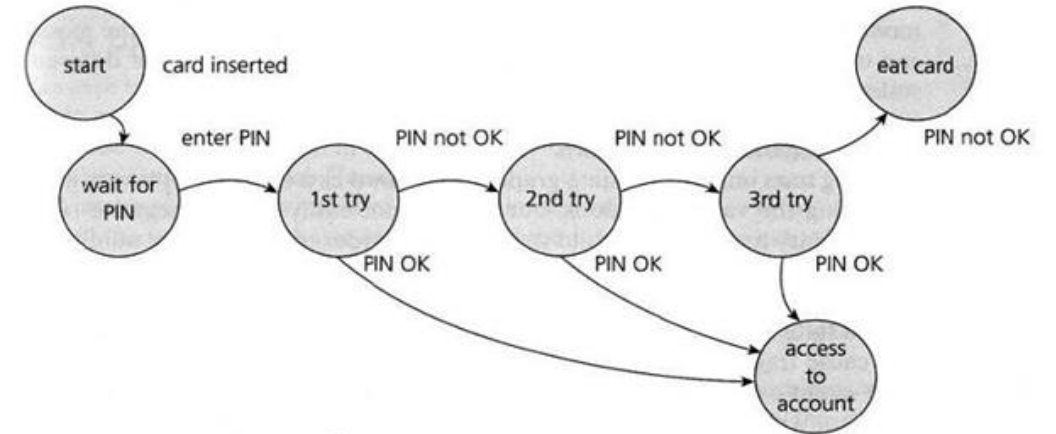 start
card inserted
eat card
enter PIN
PIN not OK
PIN not OK
PIN not OK
wait for
PIN
1st try
2nd try
3rd try
PIN OK
PIN OK
PIN OK
access
to
account